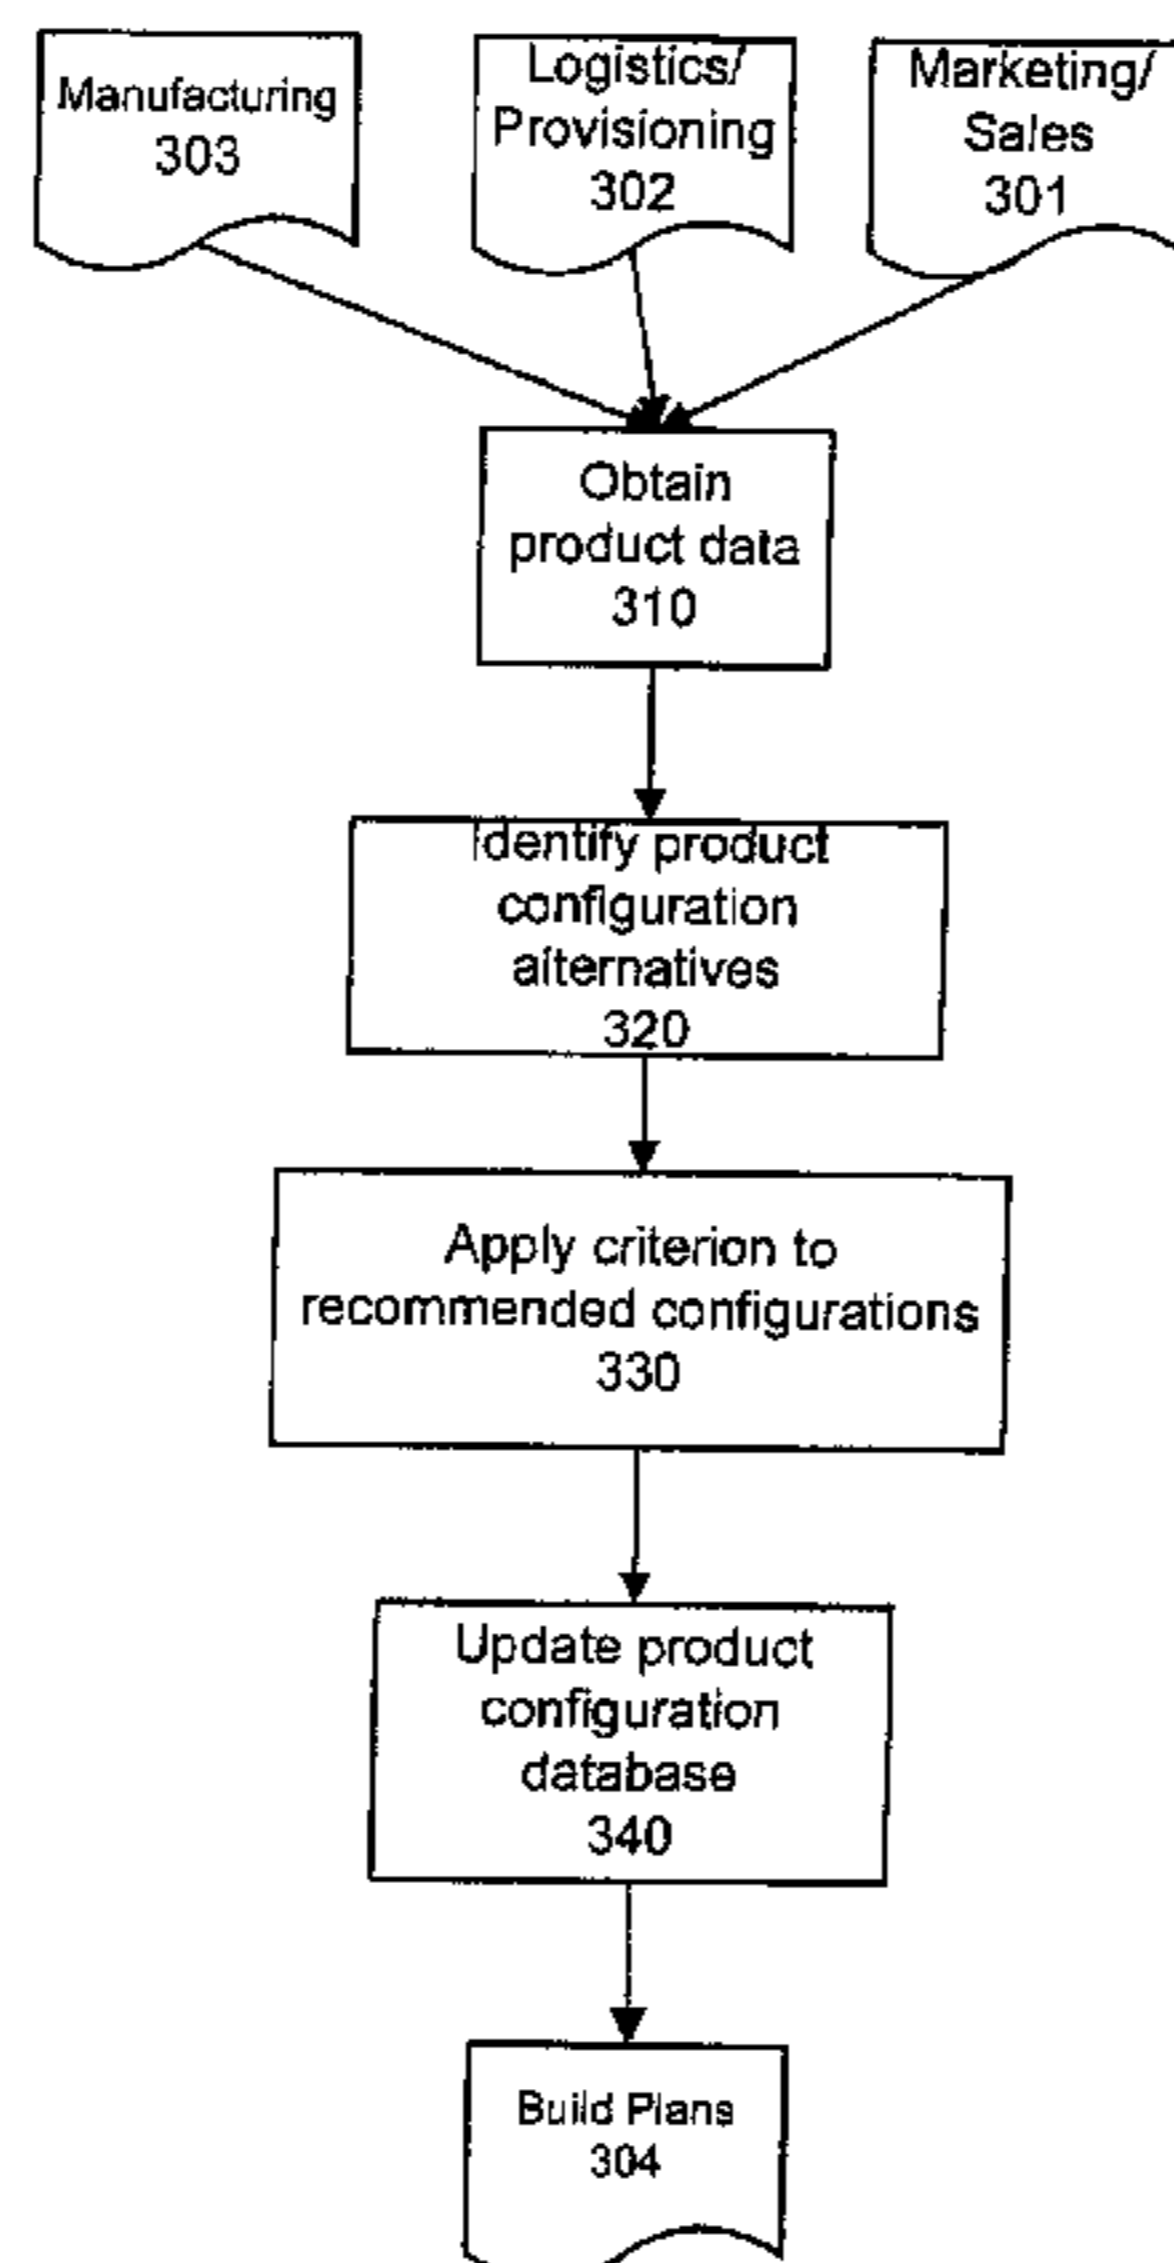 Manufacturing
303
Logistics/
Provisioning
302
Marketing/
Sales
301
Obtain
product data
310
Identify product
configuration
alternatives
320
Apply criterion to
recommended configurations
330
Update product
configuration
database
340
Build Plans
304